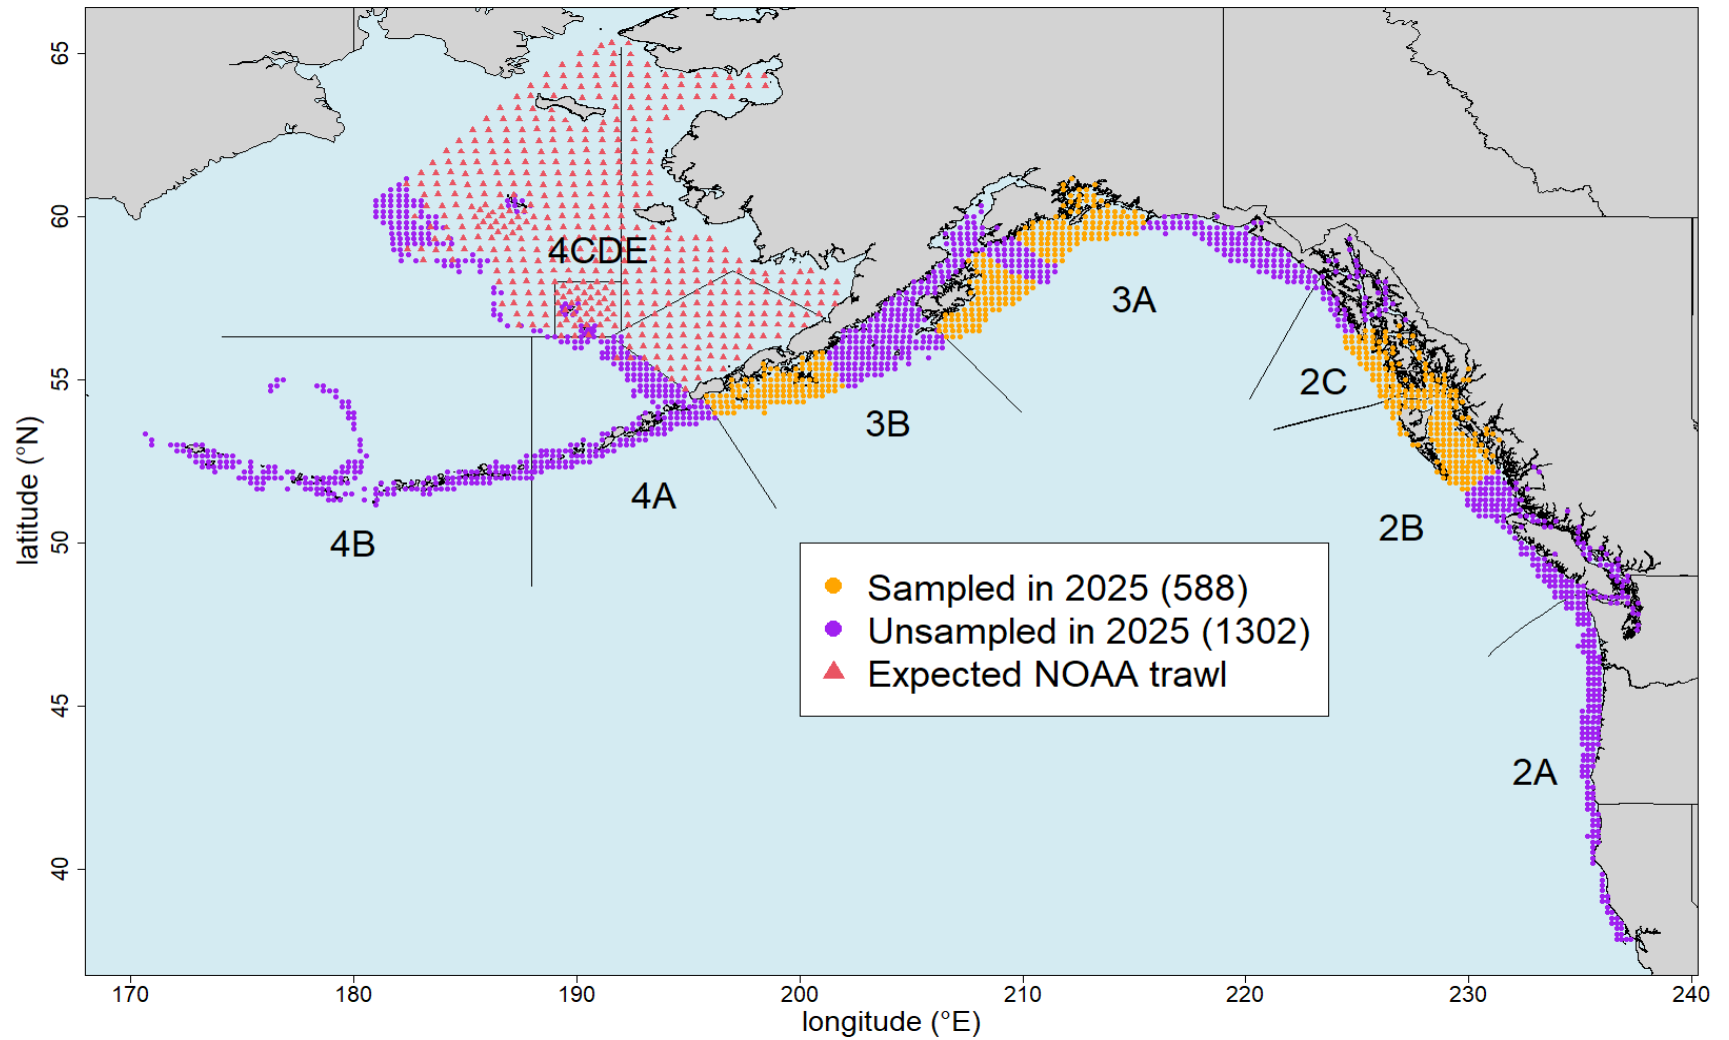 65
60
55
50
45
40
latitude (°N)
4CDE
3A
2C
3B
4A
4B
2B
2A
Sampled in 2025 (588)
Unsampled in 2025 (1302)
Expected NOAA trawl
170
180
190
200
210
220
230
240
longitude (°E)